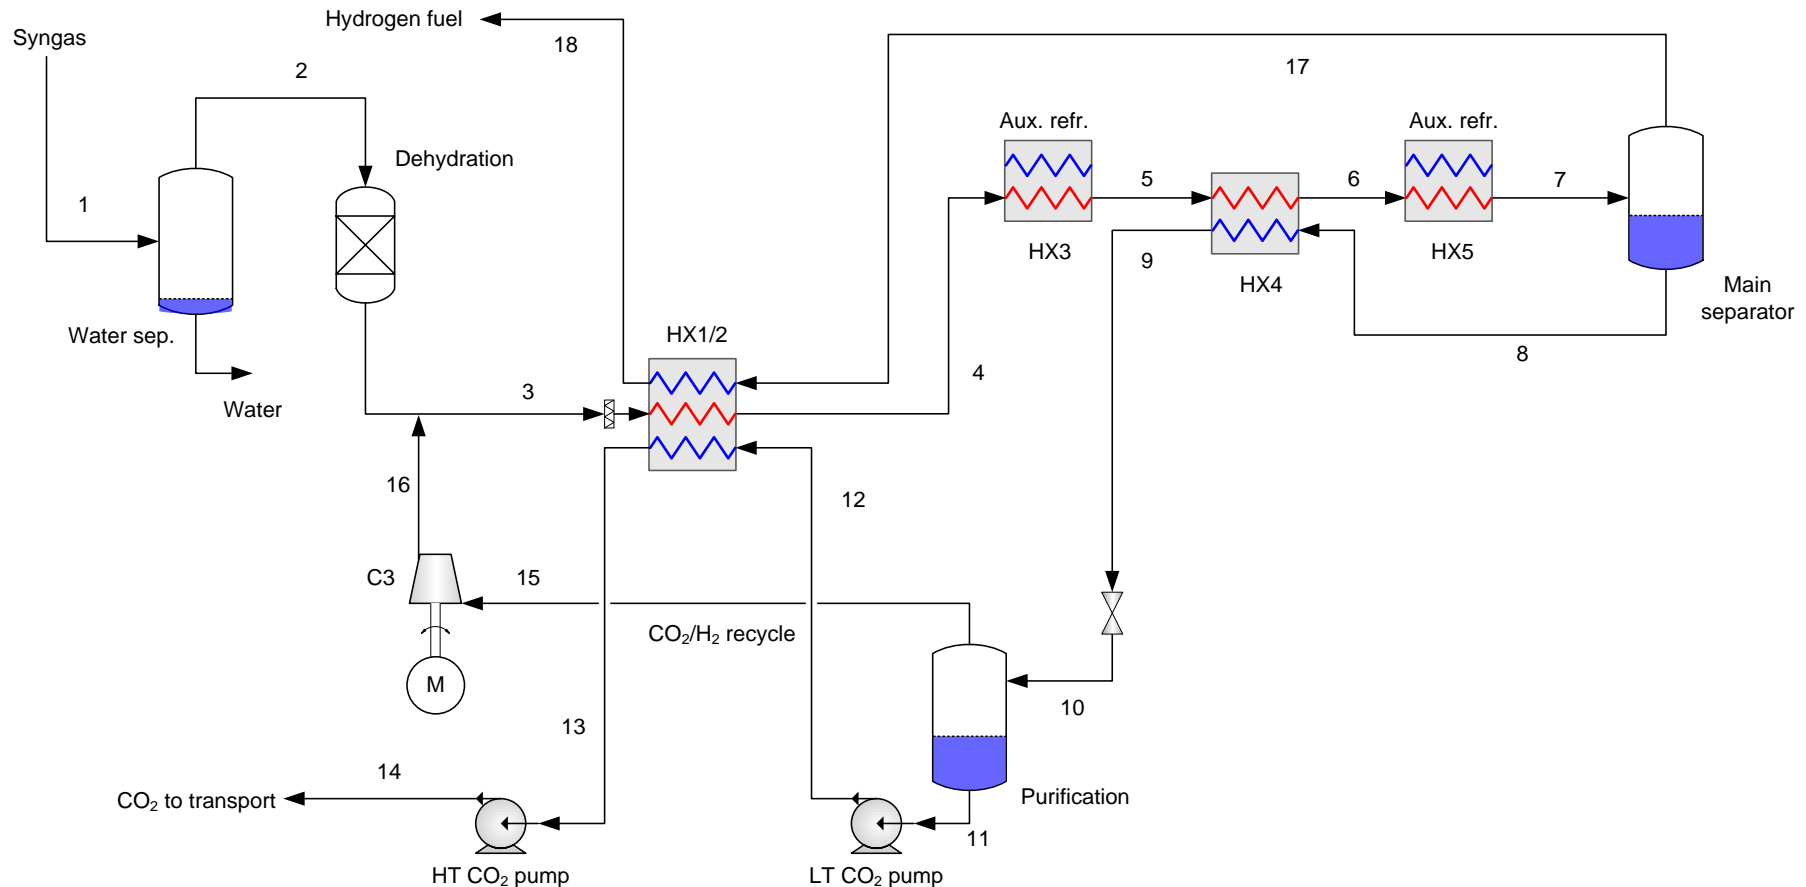 Hydrogen fuel
18
Syngas
2
17
Aux. refr.
Aux. refr.
Dehydration
1
5
6
7
HX3
9
HX4
HX5
Main
separator
Water sep.
HX1/2
8
Water
3
4
16
12
C3
15
CO₂/H₂ recycle
M
13
10
14
CO₂ to transport
Purification
11
HT CO₂ pump
LT CO₂ pump